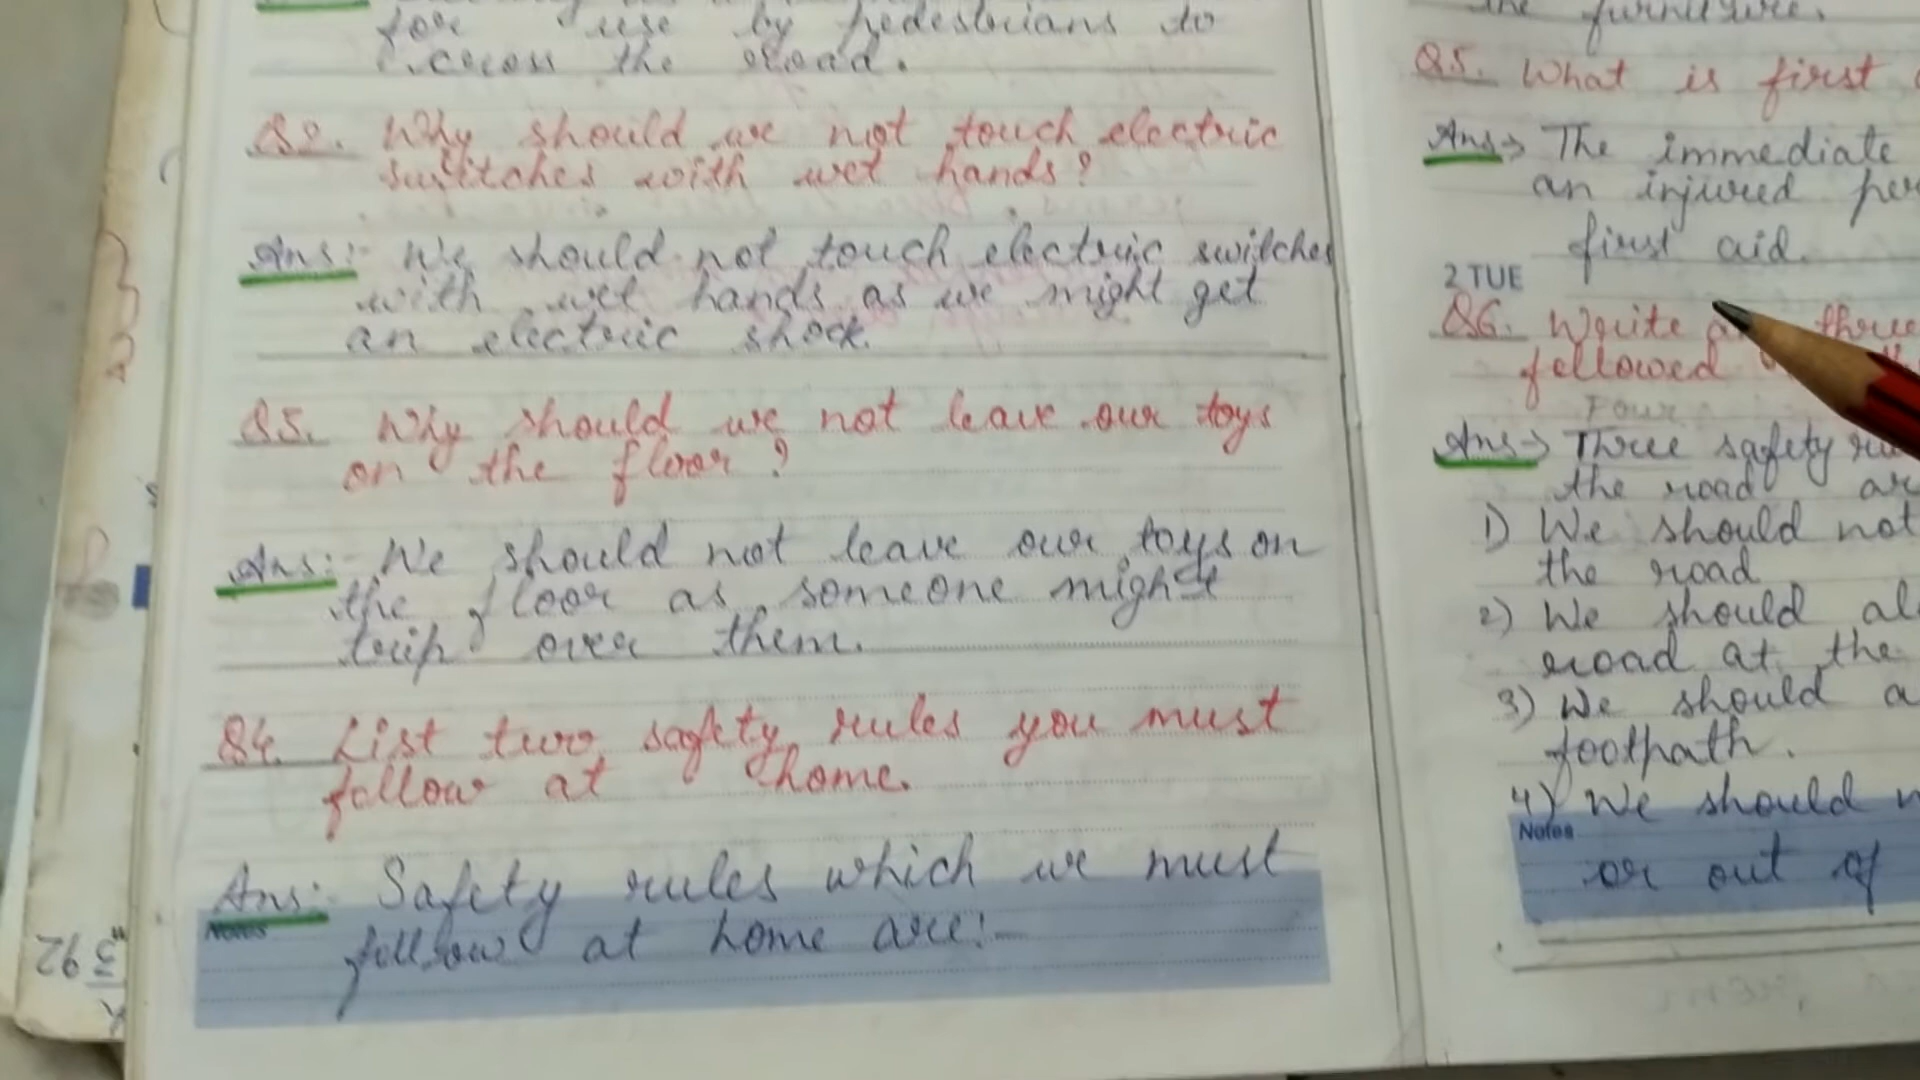 for use by pedestrians to
cross the road.
Q2. Why should we not touch electric
switches with wet hands?
Ans:- We should not touch electric switches
with wet hands as we might get
an electric shock.
Q3. Why should we not leave our toys
on the floor?
Ans:- We should not leave our toys on
the floor as someone might
trip over them.
Q4. List two safety rules you must
follow at home.
Ans:- Safety rules which we must
Notes
follow at home are:-
the furniture.
Q5. What is first
Ans-> The immediate
an injured
first aid.
2 TUE
Q6. Write three
followed
Four
Ans-> Three safety
the road
1) We should not
the road
2) We should
road at the
3) We should
footpath.
4) We should
Notes
or out of
3 92